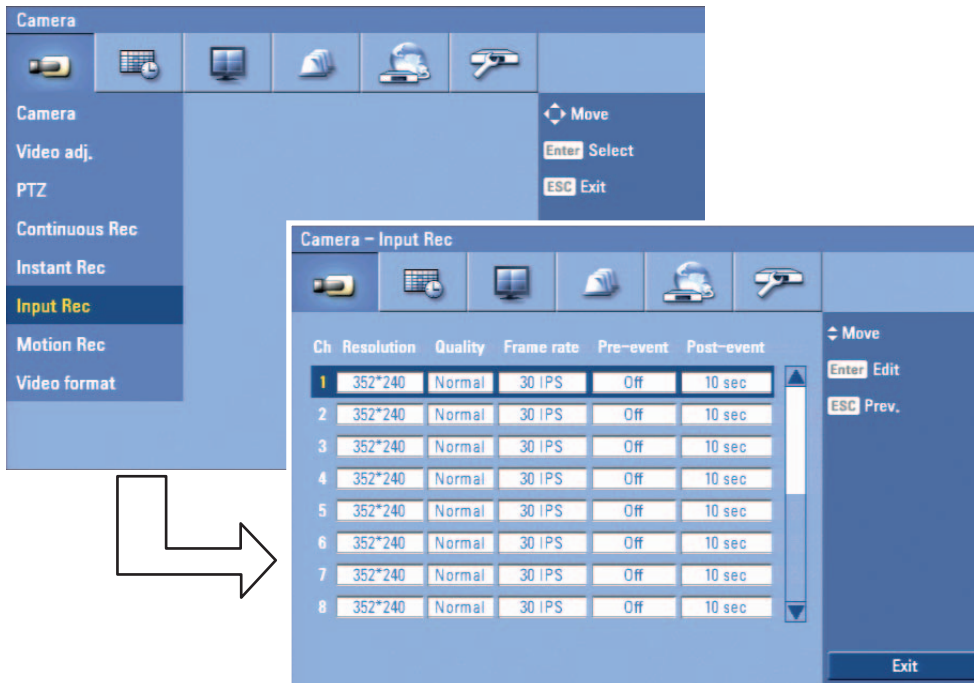 Camera
Camera
Video adj.
PTZ
Continuous Rec
Instant Rec
Input Rec
Motion Rec
Video format
Move
Enter Select
ESC Exit
Camera – Input Rec
Ch Resolution Quality Frame rate Pre-event Post-event
1 352*240 Normal 30 IPS Off 10 sec
2 352*240 Normal 30 IPS Off 10 sec
3 352*240 Normal 30 IPS Off 10 sec
4 352*240 Normal 30 IPS Off 10 sec
5 352*240 Normal 30 IPS Off 10 sec
6 352*240 Normal 30 IPS Off 10 sec
7 352*240 Normal 30 IPS Off 10 sec
8 352*240 Normal 30 IPS Off 10 sec
Move
Enter Edit
ESC Prev.
Exit